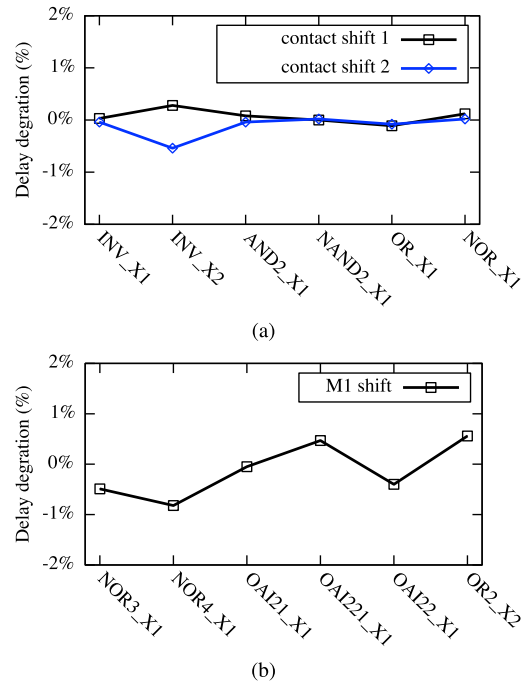 2%
1%
0%
-1%
-2%
Delay degration (%)
contact shift 1
contact shift 2
INV_X1
INV_X2
AND2_X1
NAND2_X1
OR_X1
NOR_X1
(a)
2%
1%
0%
-1%
-2%
Delay degration (%)
M1 shift
NOR3_X1
NOR4_X1
OAI21_X1
OAI221_X1
OAI22_X1
OR2_X2
(b)